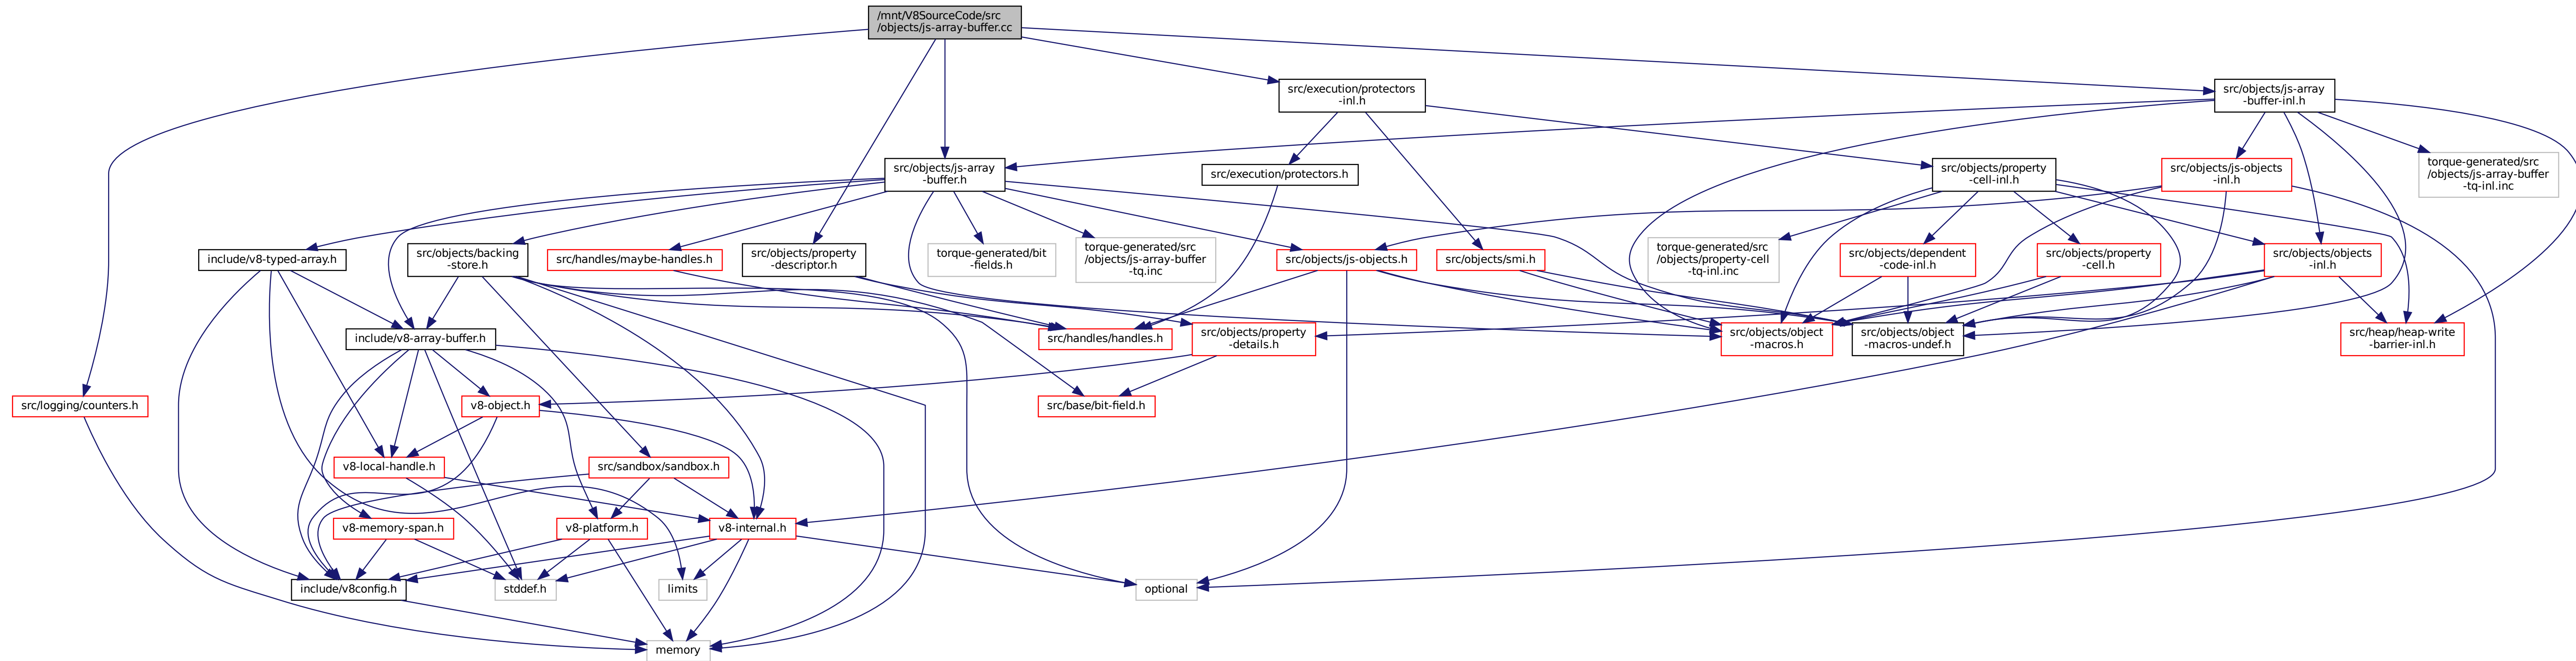 /mnt/V8SourceCode/src
/objects/js-array-buffer.cc
src/execution/protectors
-inl.h
src/objects/js-array
-buffer-inl.h
src/objects/js-array
-buffer.h
src/execution/protectors.h
src/objects/property
-cell-inl.h
src/objects/js-objects
-inl.h
torque-generated/src
/objects/js-array-buffer
-tq-inl.inc
include/v8-typed-array.h
src/objects/backing
-store.h
src/handles/maybe-handles.h
src/objects/property
-descriptor.h
torque-generated/bit
-fields.h
torque-generated/src
/objects/js-array-buffer
-tq.inc
src/objects/js-objects.h
src/objects/smi.h
torque-generated/src
/objects/property-cell
-tq-inl.inc
src/objects/dependent
-code-inl.h
src/objects/property
-cell.h
src/objects/objects
-inl.h
include/v8-array-buffer.h
src/handles/handles.h
src/objects/property
-details.h
src/objects/object
-macros.h
src/objects/object
-macros-undef.h
src/heap/heap-write
-barrier-inl.h
src/logging/counters.h
v8-object.h
src/base/bit-field.h
v8-local-handle.h
src/sandbox/sandbox.h
v8-memory-span.h
v8-platform.h
v8-internal.h
include/v8config.h
stddef.h
limits
optional
memory